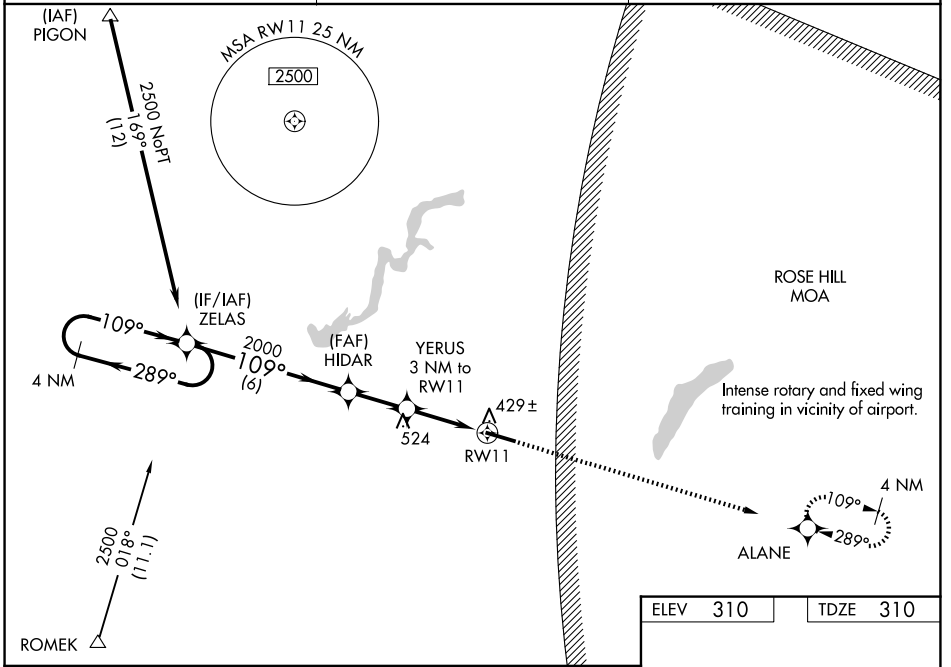 (IAF)
PIGON
MSA RW11 25 NM
2500
2500 NoPT
169°
(12)
(IF/IAF)
ZELAS
109°
289°
4 NM
2000
109°
(6)
(FAF)
HIDAR
YERUS
3 NM to
RW11
524
429±
RW11
ROSE HILL
MOA
Intense rotary and fixed wing
training in vicinity of airport.
4 NM
109°
289°
ALANE
2500
018°
(11.1)
ROMEK
ELEV 310
TDZE 310